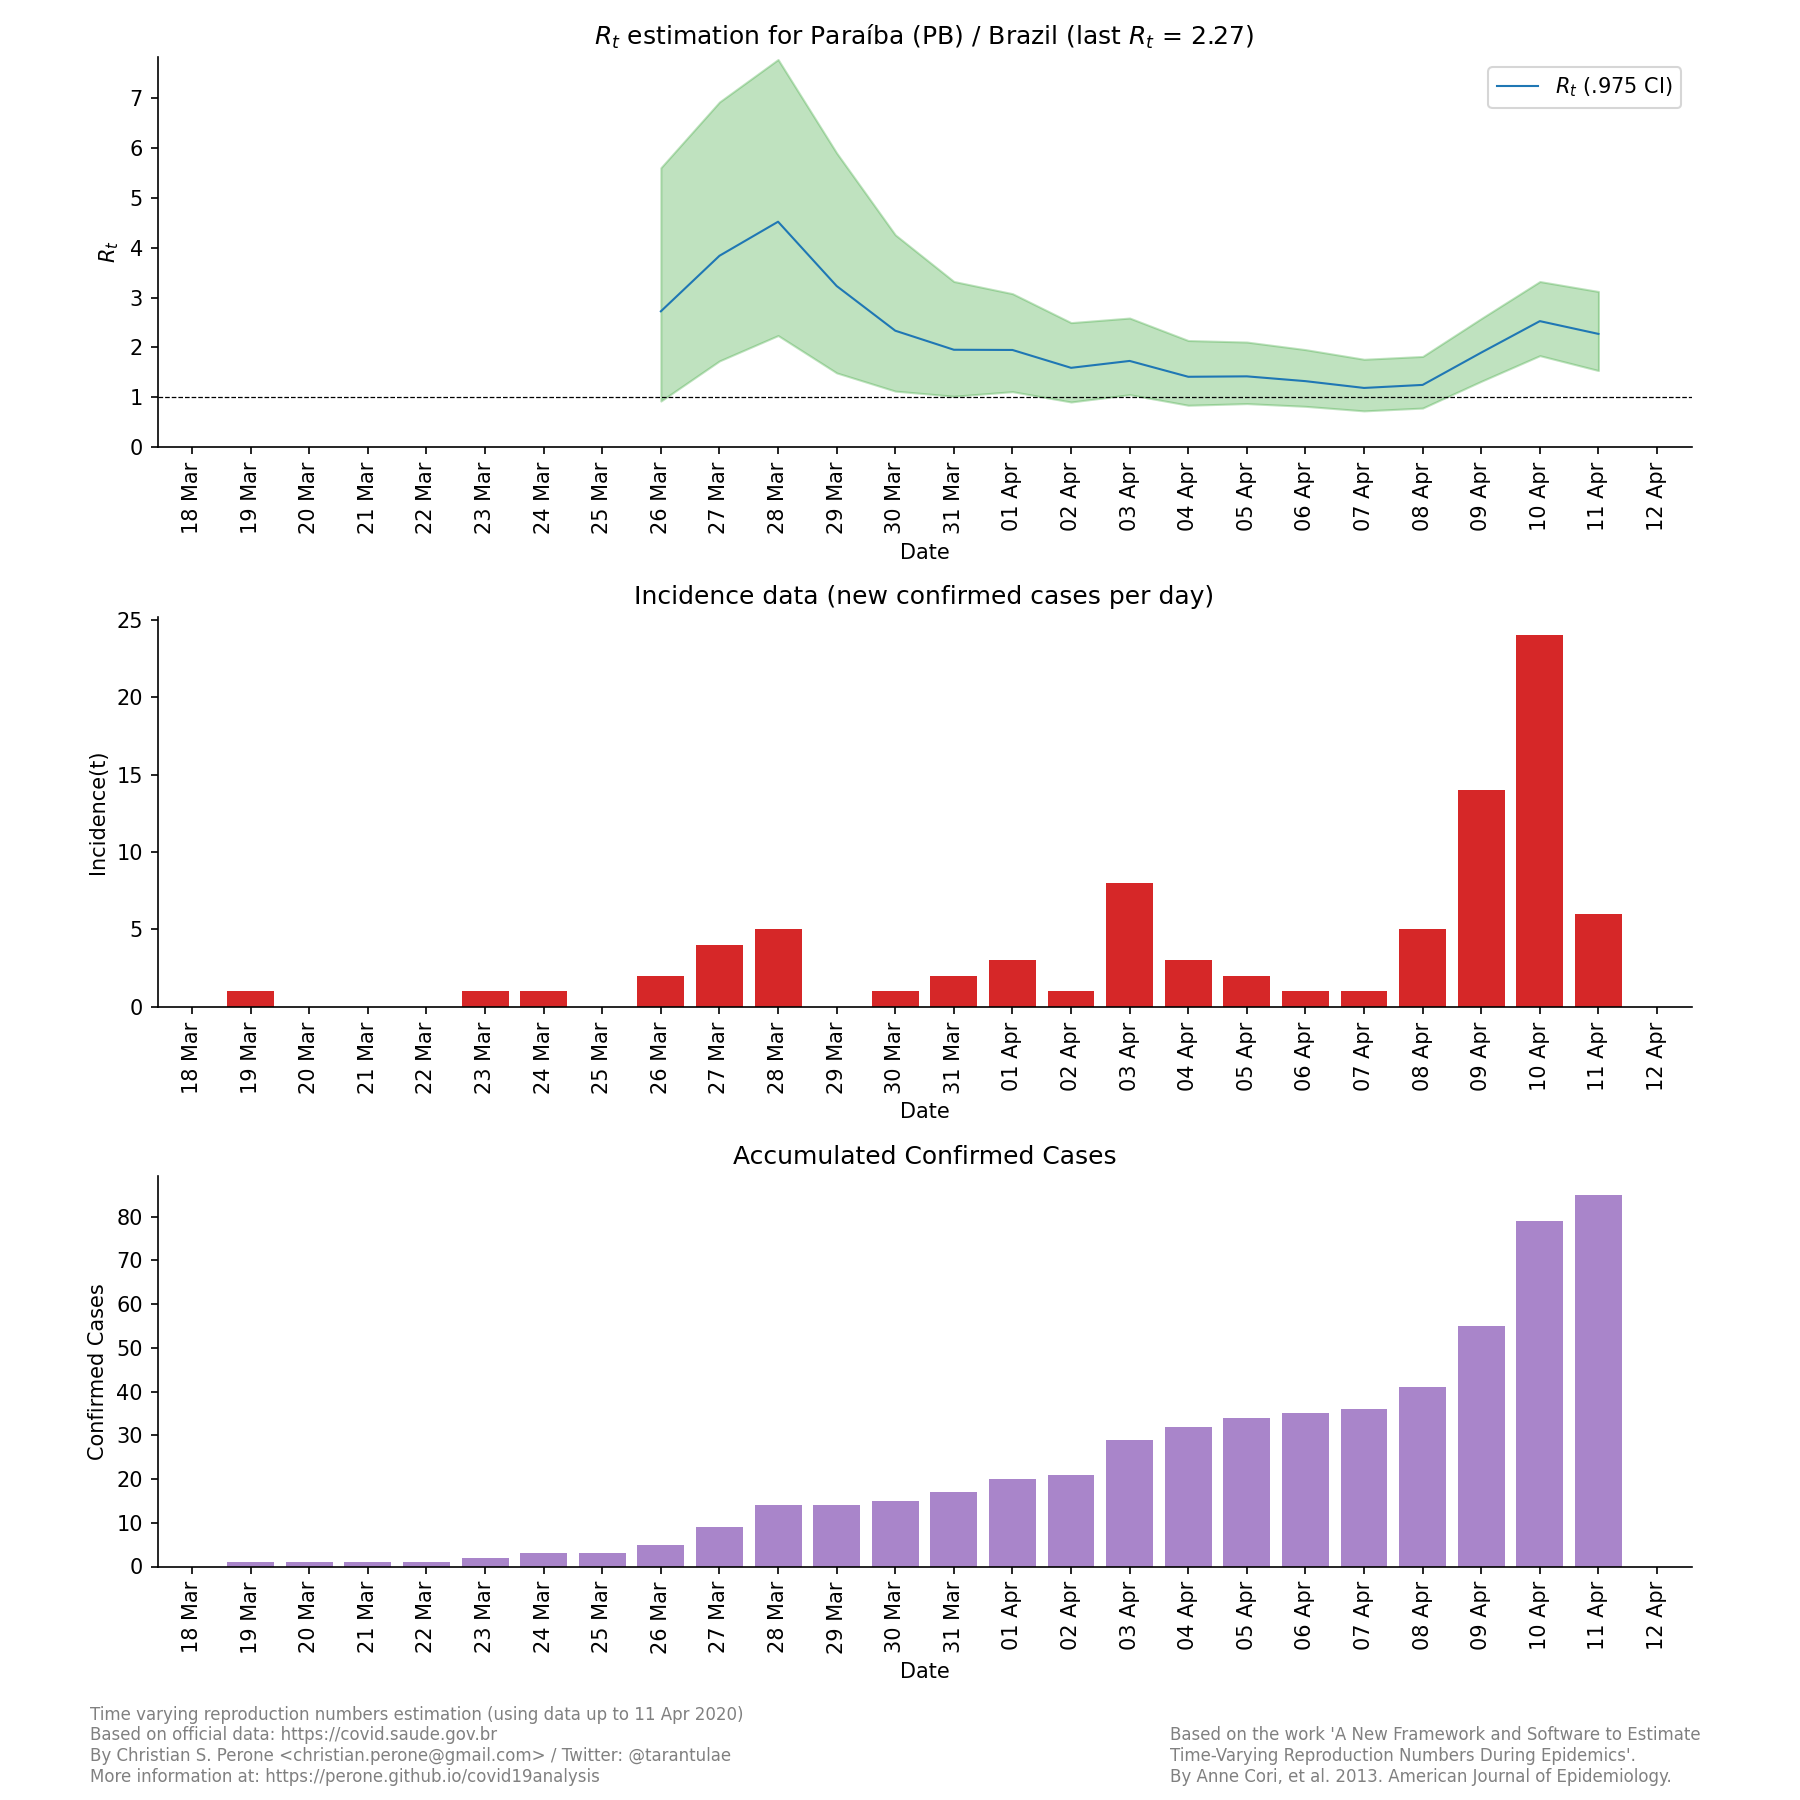 Rt estimation for Paraíba (PB) / Brazil (last Rt = 2.27)
Rt (.975 CI)
Rt
7
6
5
4
3
2
1
0
18 Mar
19 Mar
20 Mar
21 Mar
22 Mar
23 Mar
24 Mar
25 Mar
26 Mar
27 Mar
28 Mar
29 Mar
30 Mar
31 Mar
01 Apr
02 Apr
03 Apr
04 Apr
05 Apr
06 Apr
07 Apr
08 Apr
09 Apr
10 Apr
11 Apr
12 Apr
Date
Incidence data (new confirmed cases per day)
Incidence(t)
25
20
15
10
5
0
18 Mar
19 Mar
20 Mar
21 Mar
22 Mar
23 Mar
24 Mar
25 Mar
26 Mar
27 Mar
28 Mar
29 Mar
30 Mar
31 Mar
01 Apr
02 Apr
03 Apr
04 Apr
05 Apr
06 Apr
07 Apr
08 Apr
09 Apr
10 Apr
11 Apr
12 Apr
Date
Accumulated Confirmed Cases
Confirmed Cases
80
70
60
50
40
30
20
10
0
18 Mar
19 Mar
20 Mar
21 Mar
22 Mar
23 Mar
24 Mar
25 Mar
26 Mar
27 Mar
28 Mar
29 Mar
30 Mar
31 Mar
01 Apr
02 Apr
03 Apr
04 Apr
05 Apr
06 Apr
07 Apr
08 Apr
09 Apr
10 Apr
11 Apr
12 Apr
Date
Time varying reproduction numbers estimation (using data up to 11 Apr 2020)
Based on official data: https://covid.saude.gov.br
By Christian S. Perone <christian.perone@gmail.com> / Twitter: @tarantulae
More information at: https://perone.github.io/covid19analysis
Based on the work 'A New Framework and Software to Estimate
Time-Varying Reproduction Numbers During Epidemics'.
By Anne Cori, et al. 2013. American Journal of Epidemiology.